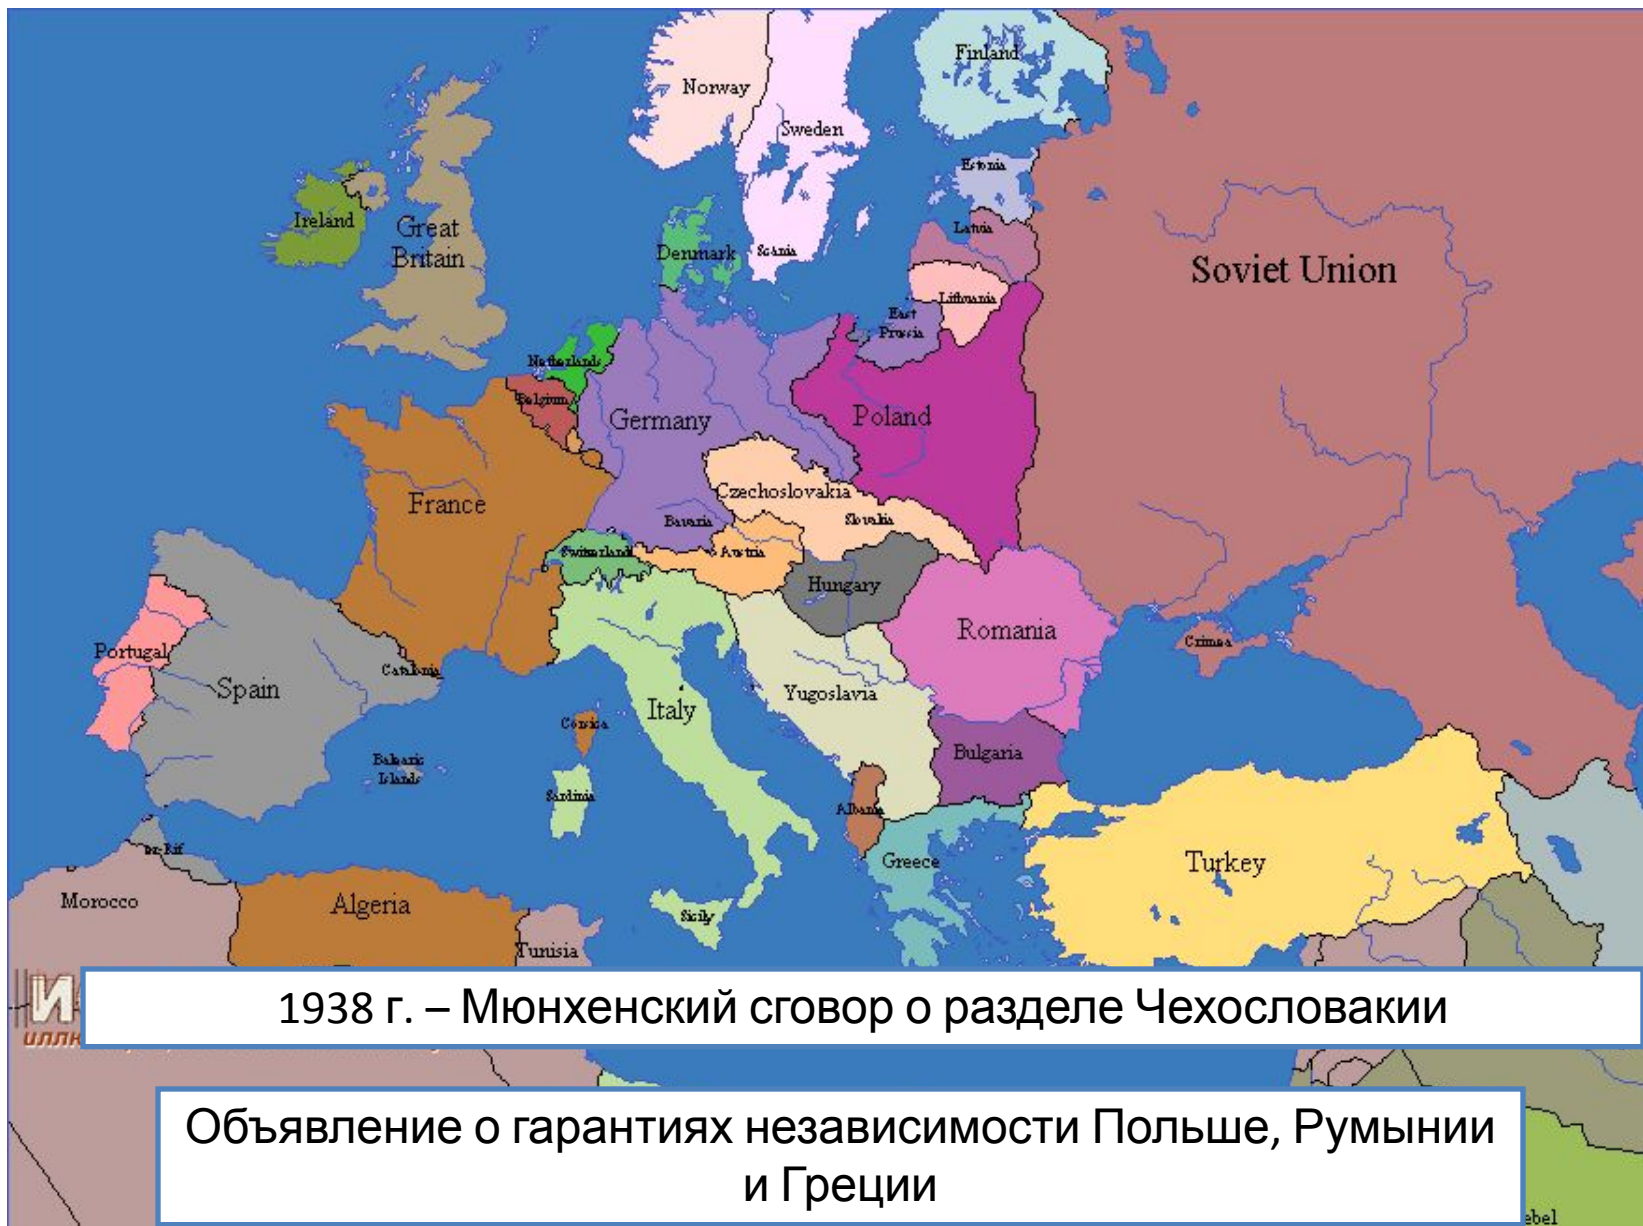 Norway
Finland
Sweden
Estonia
Ireland
Great
Britain
Latvia
Denmark
Scania
Soviet Union
Lithuania
East
Prussia
Netherlands
Belgium
Germany
Poland
France
Czechoslovakia
Bavaria
Slovakia
Switzerland
Austria
Hungary
Romania
Crimea
Portugal
Catalonia
Spain
Yugoslavia
Italy
Corsica
Bulgaria
Balearic
Islands
Sardinia
Albania
Greece
Turkey
Morocco
Algeria
Sicily
Tunisia
1938 г. – Мюнхенский сговор о разделе Чехословакии
Объявление о гарантиях независимости Польше, Румынии
и Греции